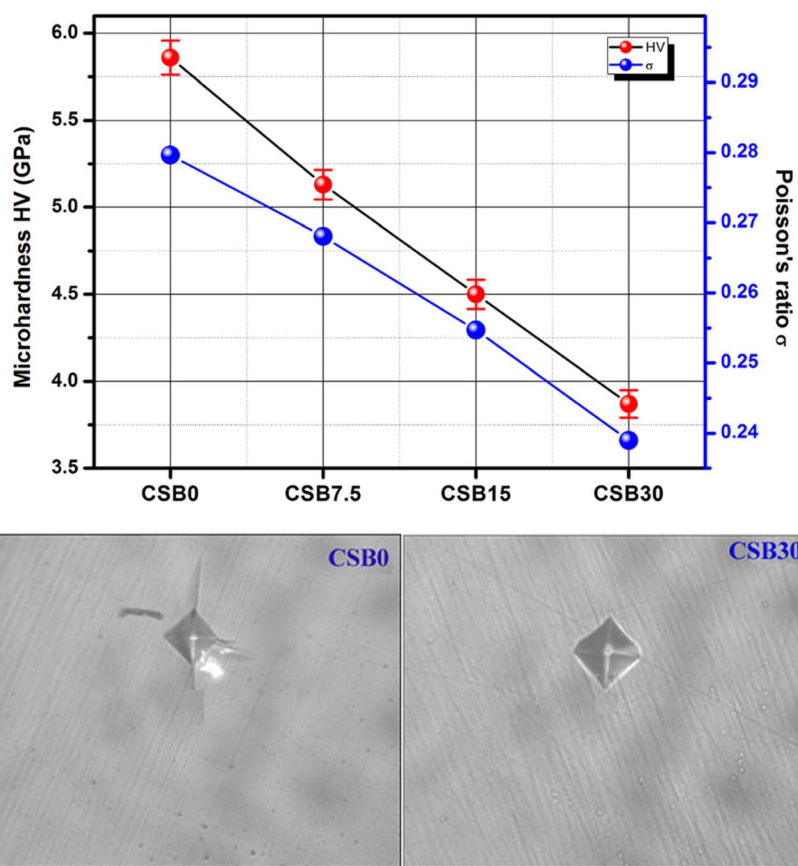 6.0
5.5
5.0
4.5
4.0
3.5
Microhardness HV (GPa)
HV
σ
0.29
0.28
0.27
0.26
0.25
0.24
Poisson's ratio σ
CSB0 CSB7.5 CSB15 CSB30
CSB0
CSB30